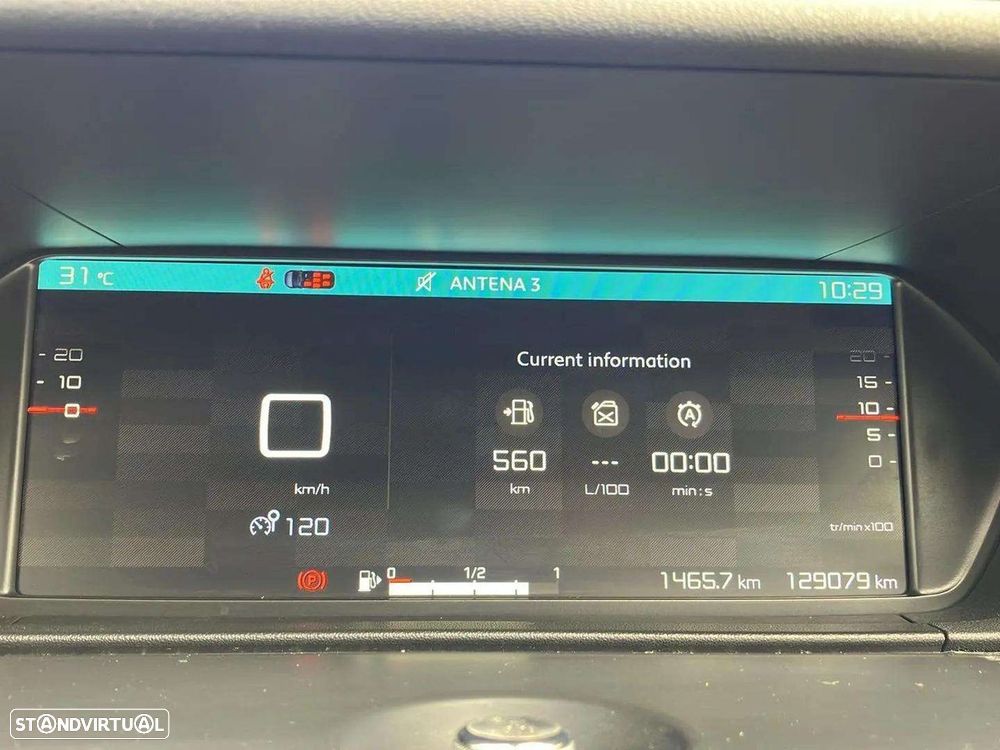 31 °C
ANTENA 3
10:29
20
10
0
0
km/h
120
Current information
560
km
---
L/100
00:00
min:s
20
15
10
5
0
tr/min x100
P
0 1/2 1
1465.7 km
129079 km
STANDVIRTUAL